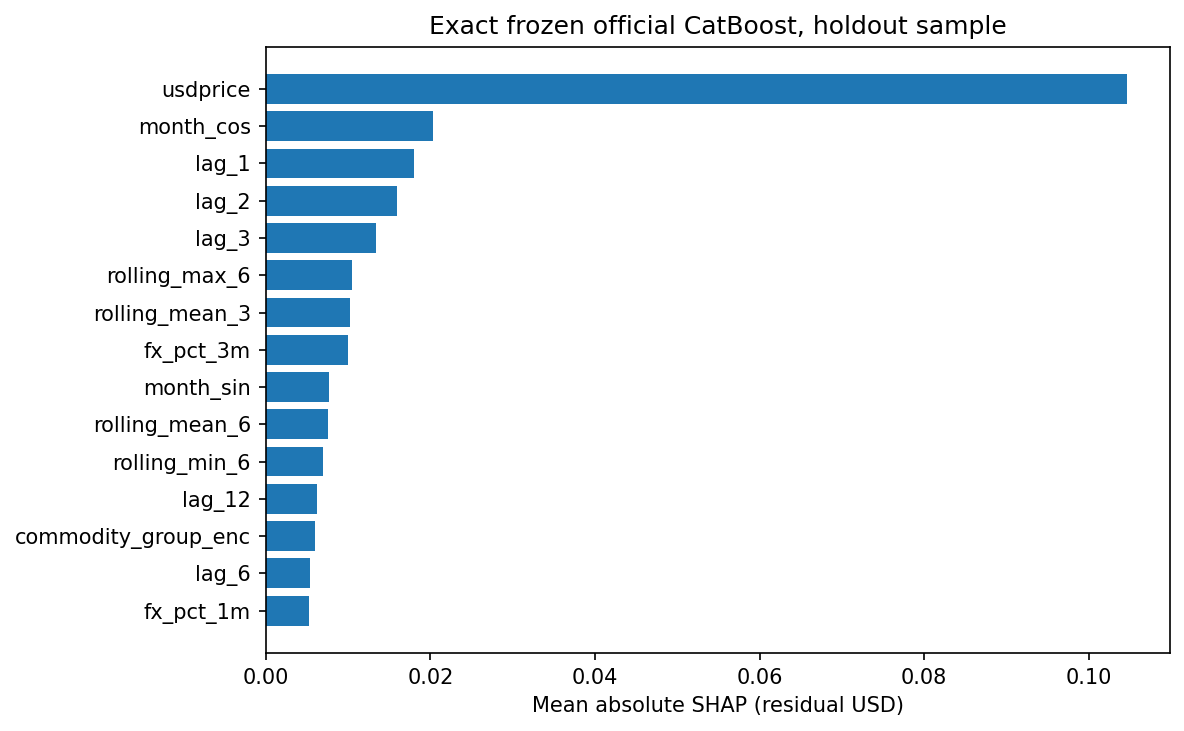 Exact frozen official CatBoost, holdout sample
usdprice
month_cos
lag_1
lag_2
lag_3
rolling_max_6
rolling_mean_3
fx_pct_3m
month_sin
rolling_mean_6
rolling_min_6
lag_12
commodity_group_enc
lag_6
fx_pct_1m
0.00 0.02 0.04 0.06 0.08 0.10
Mean absolute SHAP (residual USD)